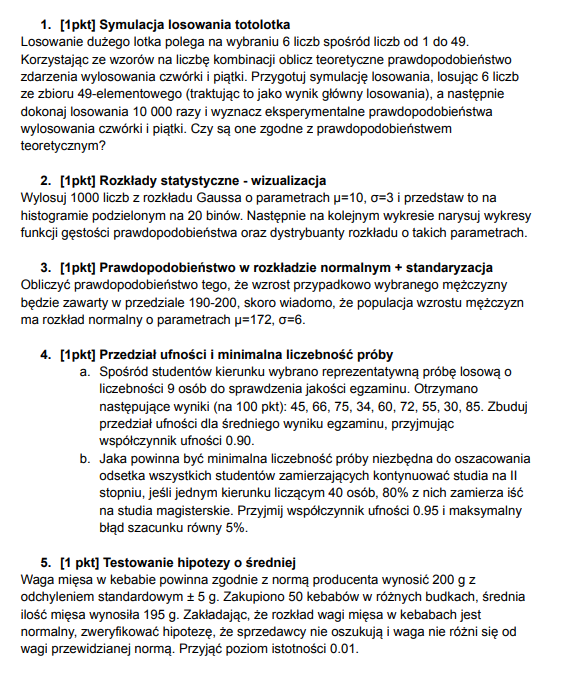 1. [1pkt] Symulacja losowania totolotka
Losowanie dużego lotka polega na wybraniu 6 liczb spośród liczb od 1 do 49.
Korzystając ze wzorów na liczbę kombinacji oblicz teoretyczne prawdopodobieństwo
zdarzenia wylosowania czwórki i piątki. Przygotuj symulację losowania, losując 6 liczb
ze zbioru 49-elementowego (traktując to jako wynik główny losowania), a następnie
dokonaj losowania 10 000 razy i wyznacz eksperymentalne prawdopodobieństwa
wylosowania czwórki i piątki. Czy są one zgodne z prawdopodobieństwem
teoretycznym?
2. [1pkt] Rozkłady statystyczne - wizualizacja
Wylosuj 1000 liczb z rozkładu Gaussa o parametrach μ=10, σ=3 i przedstaw to na
histogramie podzielonym na 20 binów. Następnie na kolejnym wykresie narysuj wykresy
funkcji gęstości prawdopodobieństwa oraz dystrybuanty rozkładu o takich parametrach.
3. [1pkt] Prawdopodobieństwo w rozkładzie normalnym + standaryzacja
Obliczyć prawdopodobieństwo tego, że wzrost przypadkowo wybranego mężczyzny
będzie zawarty w przedziale 190-200, skoro wiadomo, że populacja wzrostu mężczyzn
ma rozkład normalny o parametrach μ=172, σ=6.
4. [1pkt] Przedział ufności i minimalna liczebność próby
a. Spośród studentów kierunku wybrano reprezentatywną próbę losową o
liczebności 9 osób do sprawdzenia jakości egzaminu. Otrzymano
następujące wyniki (na 100 pkt): 45, 66, 75, 34, 60, 72, 55, 30, 85. Zbuduj
przedział ufności dla średniego wyniku egzaminu, przyjmując
współczynnik ufności 0.90.
b. Jaka powinna być minimalna liczebność próby niezbędna do oszacowania
odsetka wszystkich studentów zamierzających kontynuować studia na II
stopniu, jeśli jednym kierunku liczącym 40 osób, 80% z nich zamierza iść
na studia magisterskie. Przyjmij współczynnik ufności 0.95 i maksymalny
błąd szacunku równy 5%.
5. [1 pkt] Testowanie hipotezy o średniej
Waga mięsa w kebabie powinna zgodnie z normą producenta wynosić 200 g z
odchyleniem standardowym ± 5 g. Zakupiono 50 kebabów w różnych budkach, średnia
ilość mięsa wynosiła 195 g. Zakładając, że rozkład wagi mięsa w kebabach jest
normalny, zweryfikować hipotezę, że sprzedawcy nie oszukują i waga nie różni się od
wagi przewidzianej normą. Przyjąć poziom istotności 0.01.